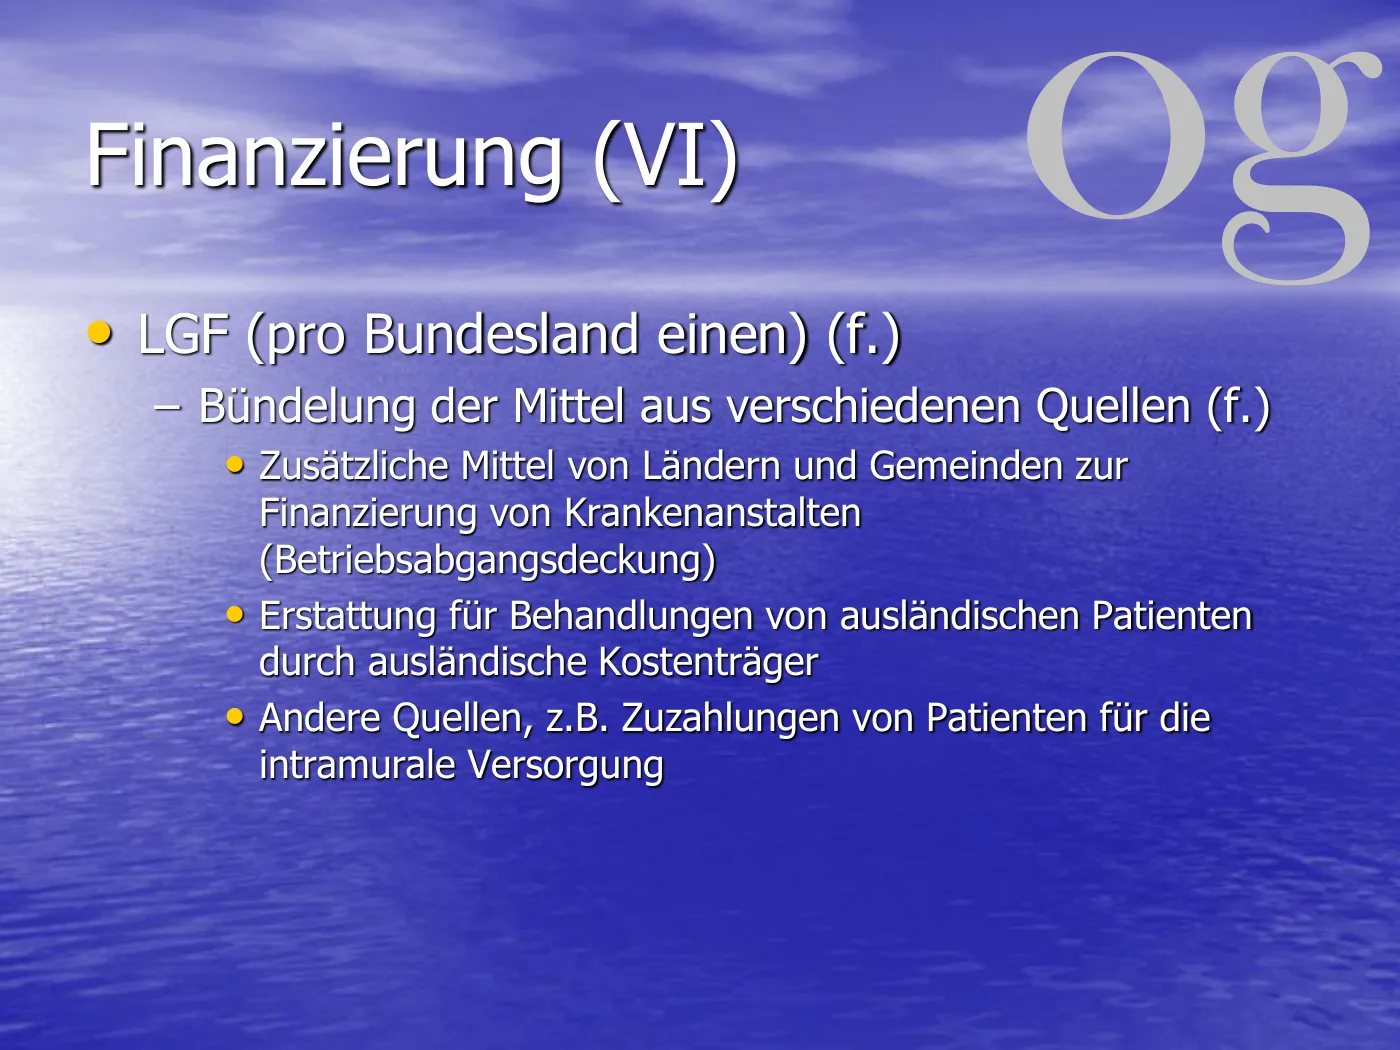 og
Finanzierung (VI)
• LGF (pro Bundesland einen) (f.)
– Bündelung der Mittel aus verschiedenen Quellen (f.)
• Zusätzliche Mittel von Ländern und Gemeinden zur
Finanzierung von Krankenanstalten
(Betriebsabgangsdeckung)
• Erstattung für Behandlungen von ausländischen Patienten
durch ausländische Kostenträger
• Andere Quellen, z.B. Zuzahlungen von Patienten für die
intramurale Versorgung